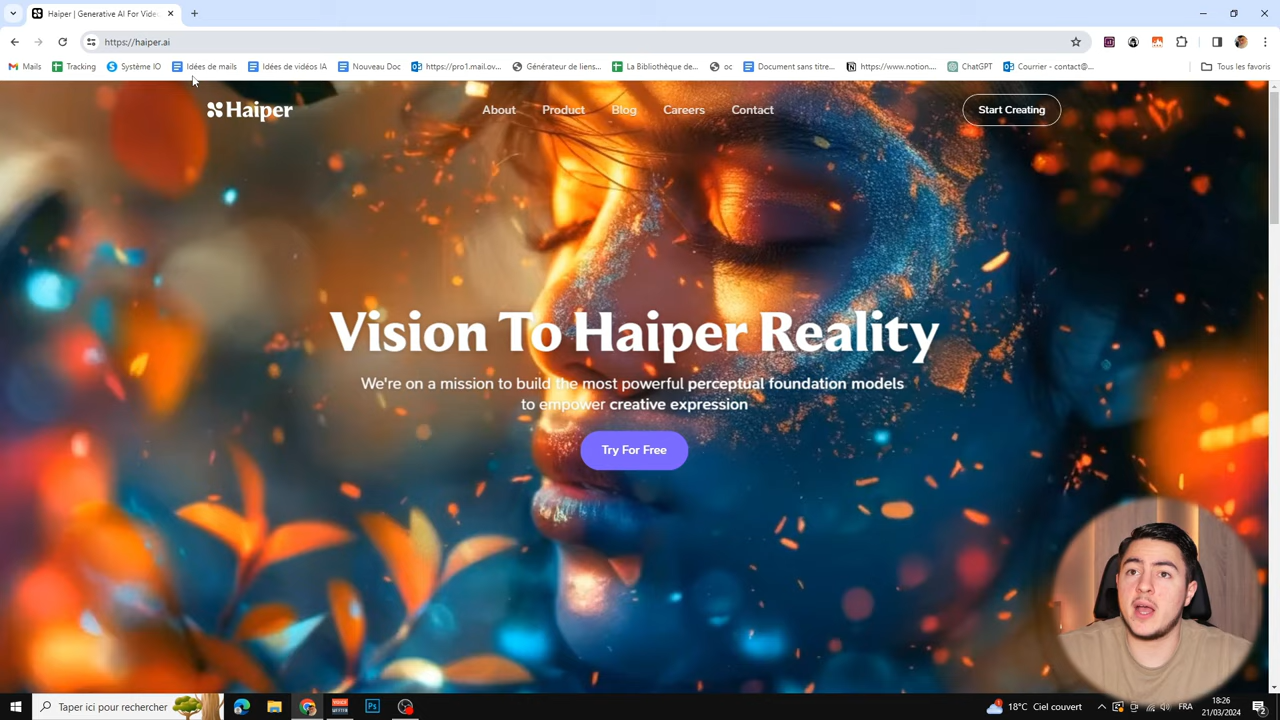 Haiper | Generative AI For Vide
https://haiper.ai
Mails
Tracking
Système IO
Idées de mails
Idées de vidéos IA
Nouveau Doc
https://pro1.mail.ov...
Générateur de liens...
La Bibliothèque de...
oc
Document sans titre...
https://www.notion....
ChatGPT
Courrier - contact@...
Tous les favoris
Haiper
About
Product
Blog
Careers
Contact
Start Creating
Vision To Haiper Reality
We're on a mission to build the most powerful perceptual foundation models
to empower creative expression
Try For Free
Taper ici pour rechercher
VOICE
Ps
18°C Ciel couvert
FRA
18:26
21/03/2024
2